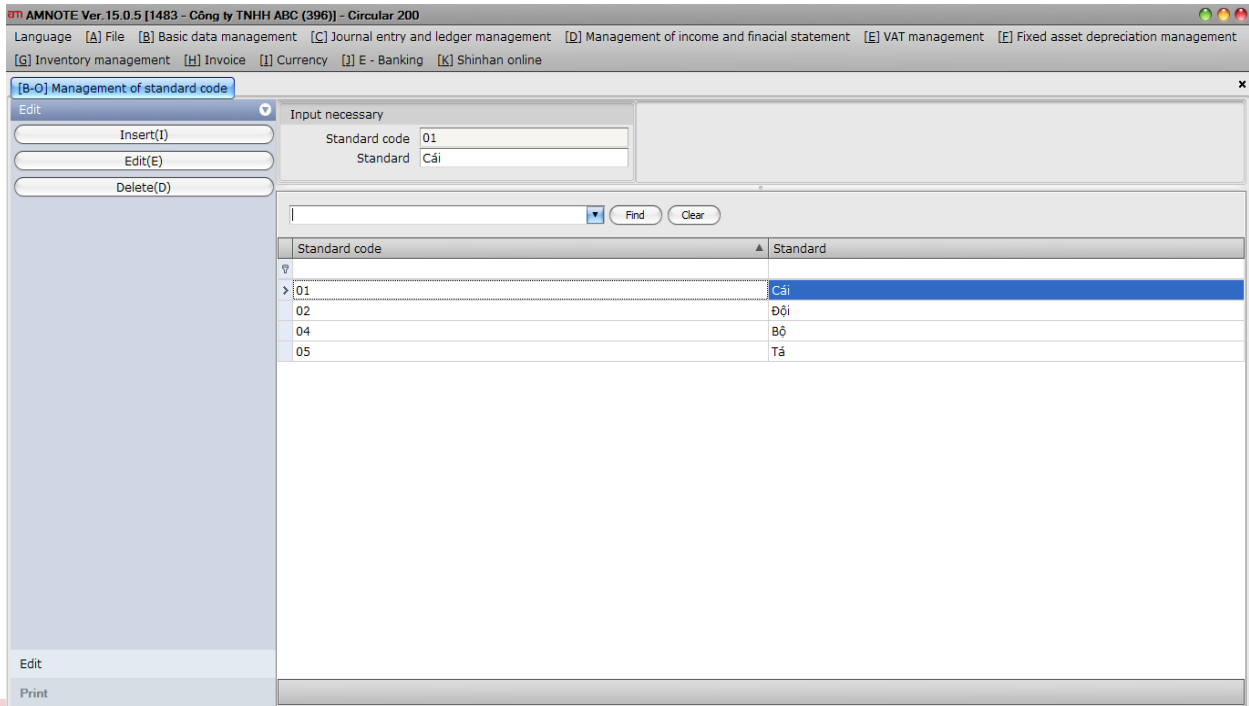 am AMNOTE Ver.15.0.5 [1483 - Công ty TNHH ABC (396)] - Circular 200
Language [A] File [B] Basic data management [C] Journal entry and ledger management [D] Management of income and finacial statement [E] VAT management [F] Fixed asset depreciation management
[G] Inventory management [H] Invoice [I] Currency [J] E - Banking [K] Shinhan online
[B-O] Management of standard code
Edit
Insert(I)
Edit(E)
Delete(D)
Input necessary
Standard code 01
Standard Cái
Find Clear
Standard code Standard
01 Cái
02 Đội
04 Bộ
05 Tá
Edit
Print